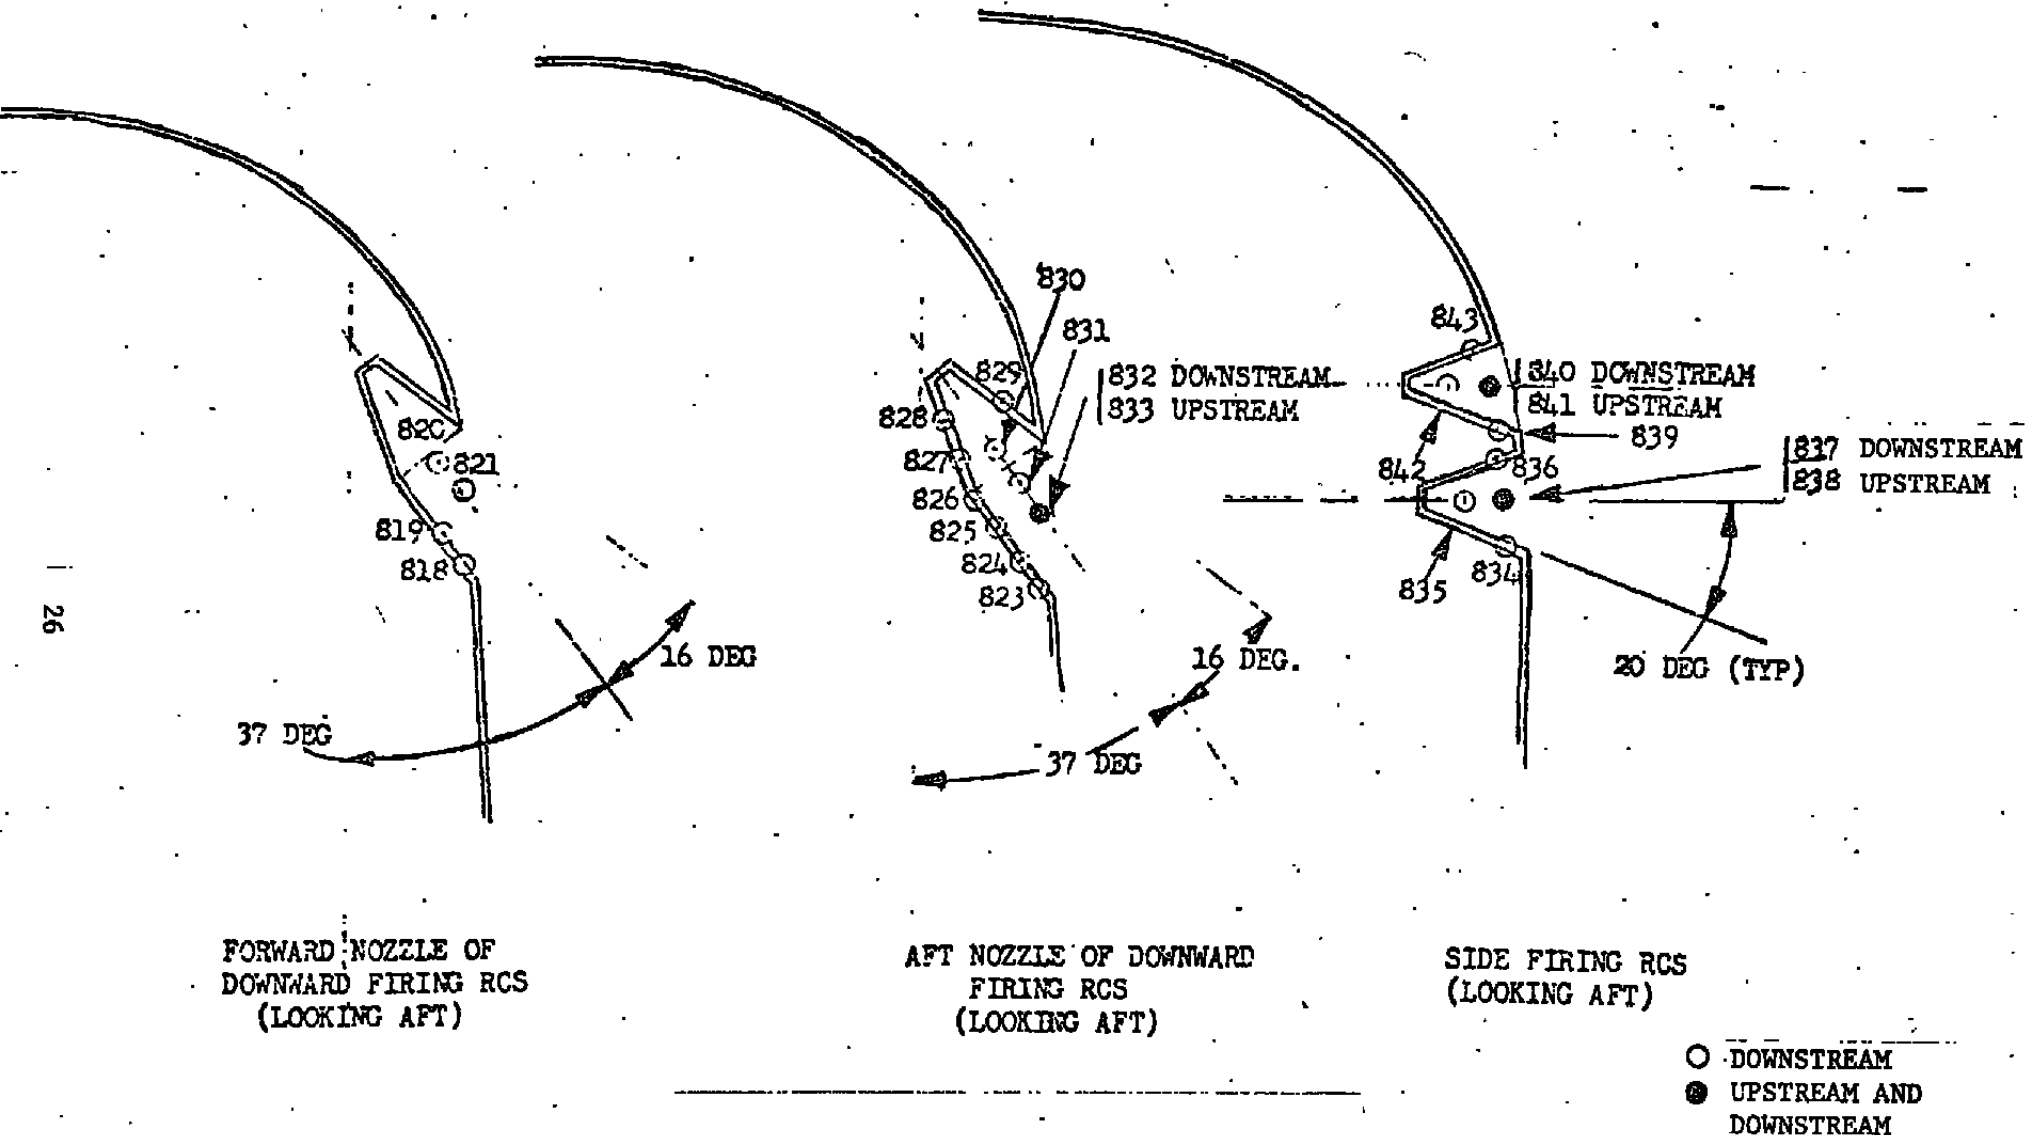 830
831
829
832 DOWNSTREAM
833 UPSTREAM
828
827
826
825
824
823
820
821
819
818
843
840 DOWNSTREAM
841 UPSTREAM
839
842
836
837 DOWNSTREAM
838 UPSTREAM
835
834
26
16 DEG
37 DEG
16 DEG.
37 DEG
20 DEG (TYP)
FORWARD NOZZLE OF
DOWNWARD FIRING RCS
(LOOKING AFT)
AFT NOZZLE OF DOWNWARD
FIRING RCS
(LOOKING AFT)
SIDE FIRING RCS
(LOOKING AFT)
DOWNSTREAM
UPSTREAM AND
DOWNSTREAM